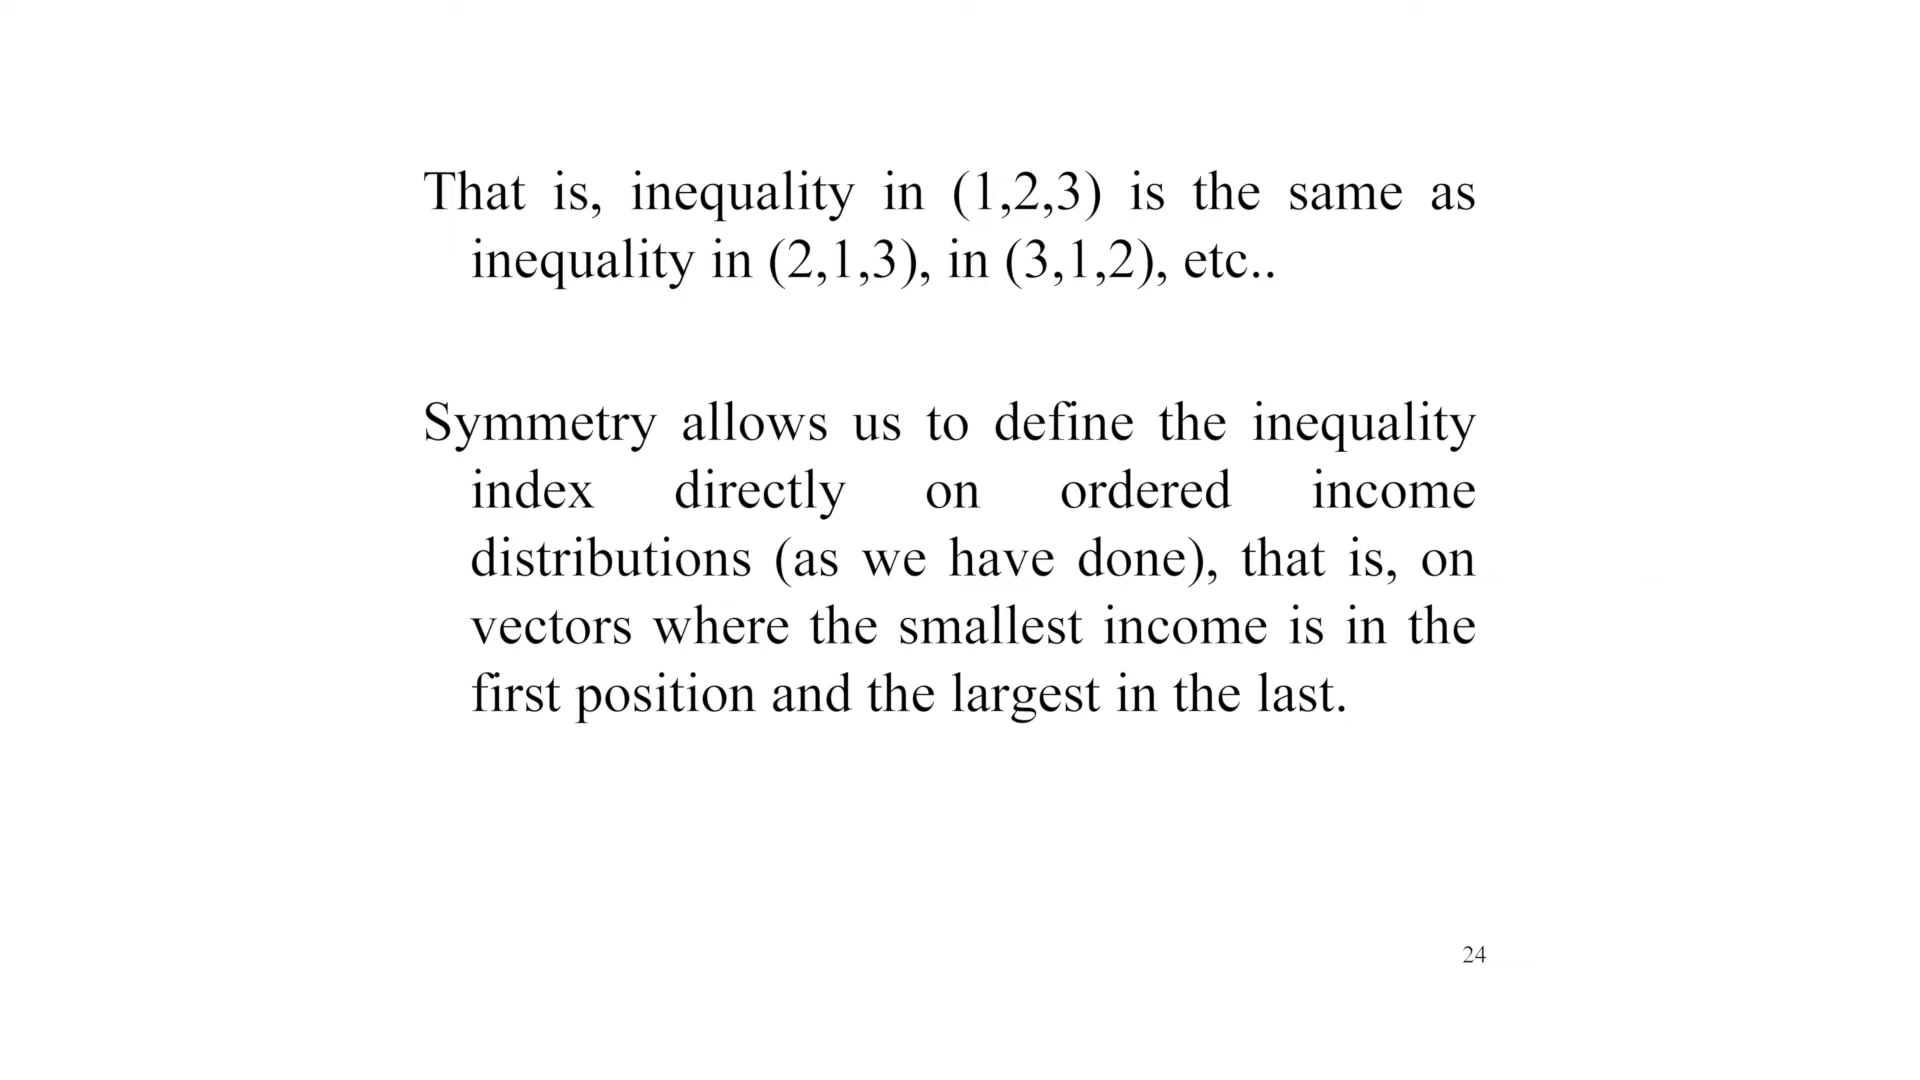 That is, inequality in (1,2,3) is the same as
inequality in (2,1,3), in (3,1,2), etc..
Symmetry allows us to define the inequality
index directly on ordered income
distributions (as we have done), that is, on
vectors where the smallest income is in the
first position and the largest in the last.
24